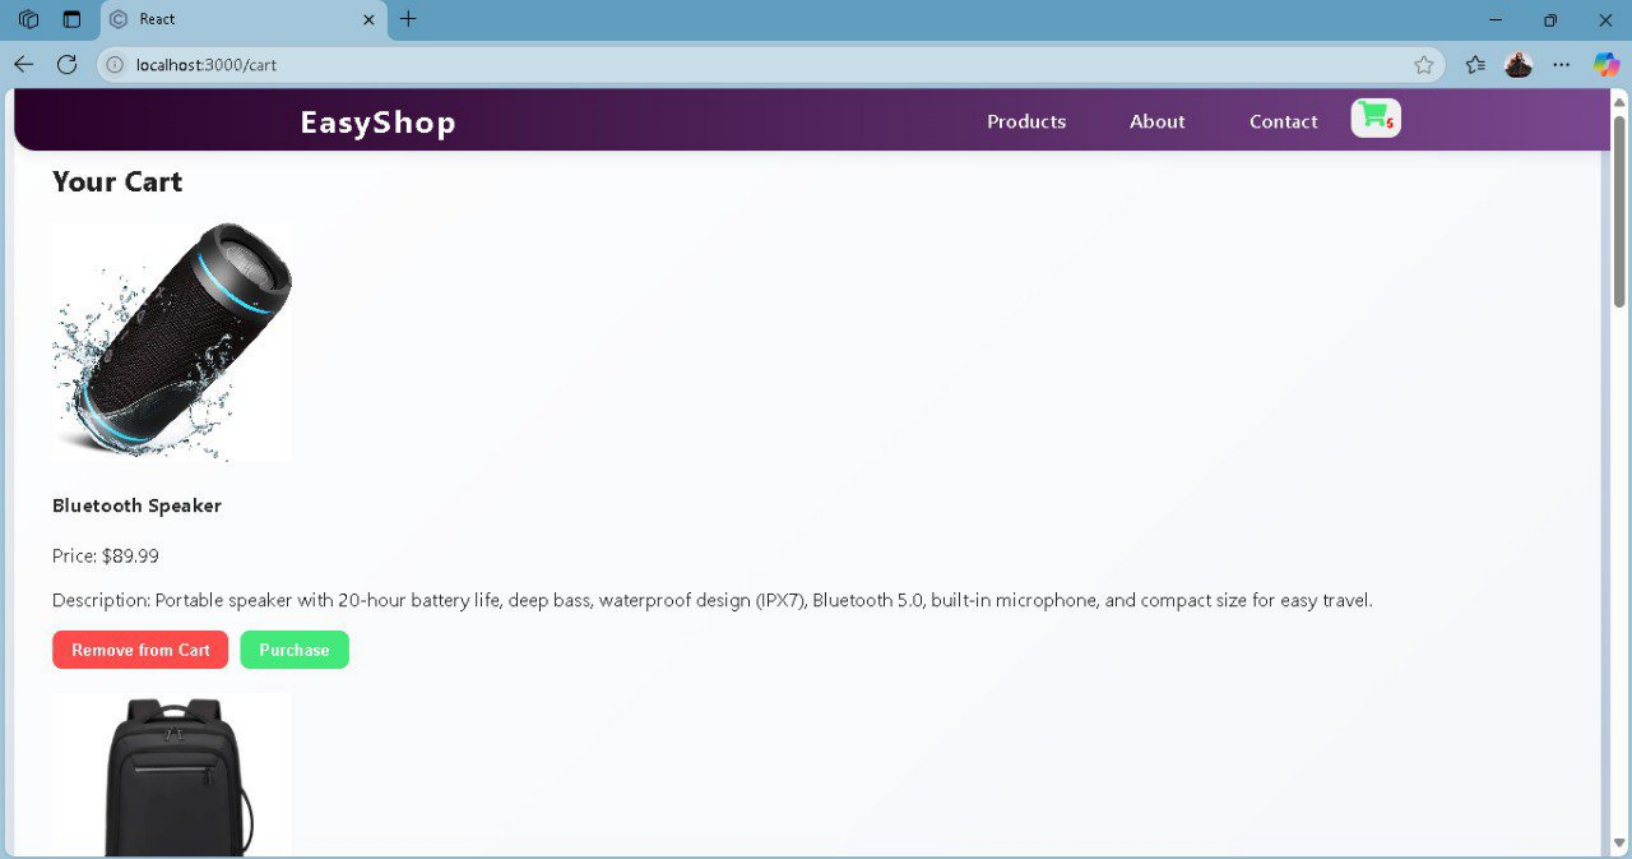 React
localhost:3000/cart
EasyShop
Products
About
Contact
5
Your Cart
Bluetooth Speaker
Price: $89.99
Description: Portable speaker with 20-hour battery life, deep bass, waterproof design (IPX7), Bluetooth 5.0, built-in microphone, and compact size for easy travel.
Remove from Cart
Purchase